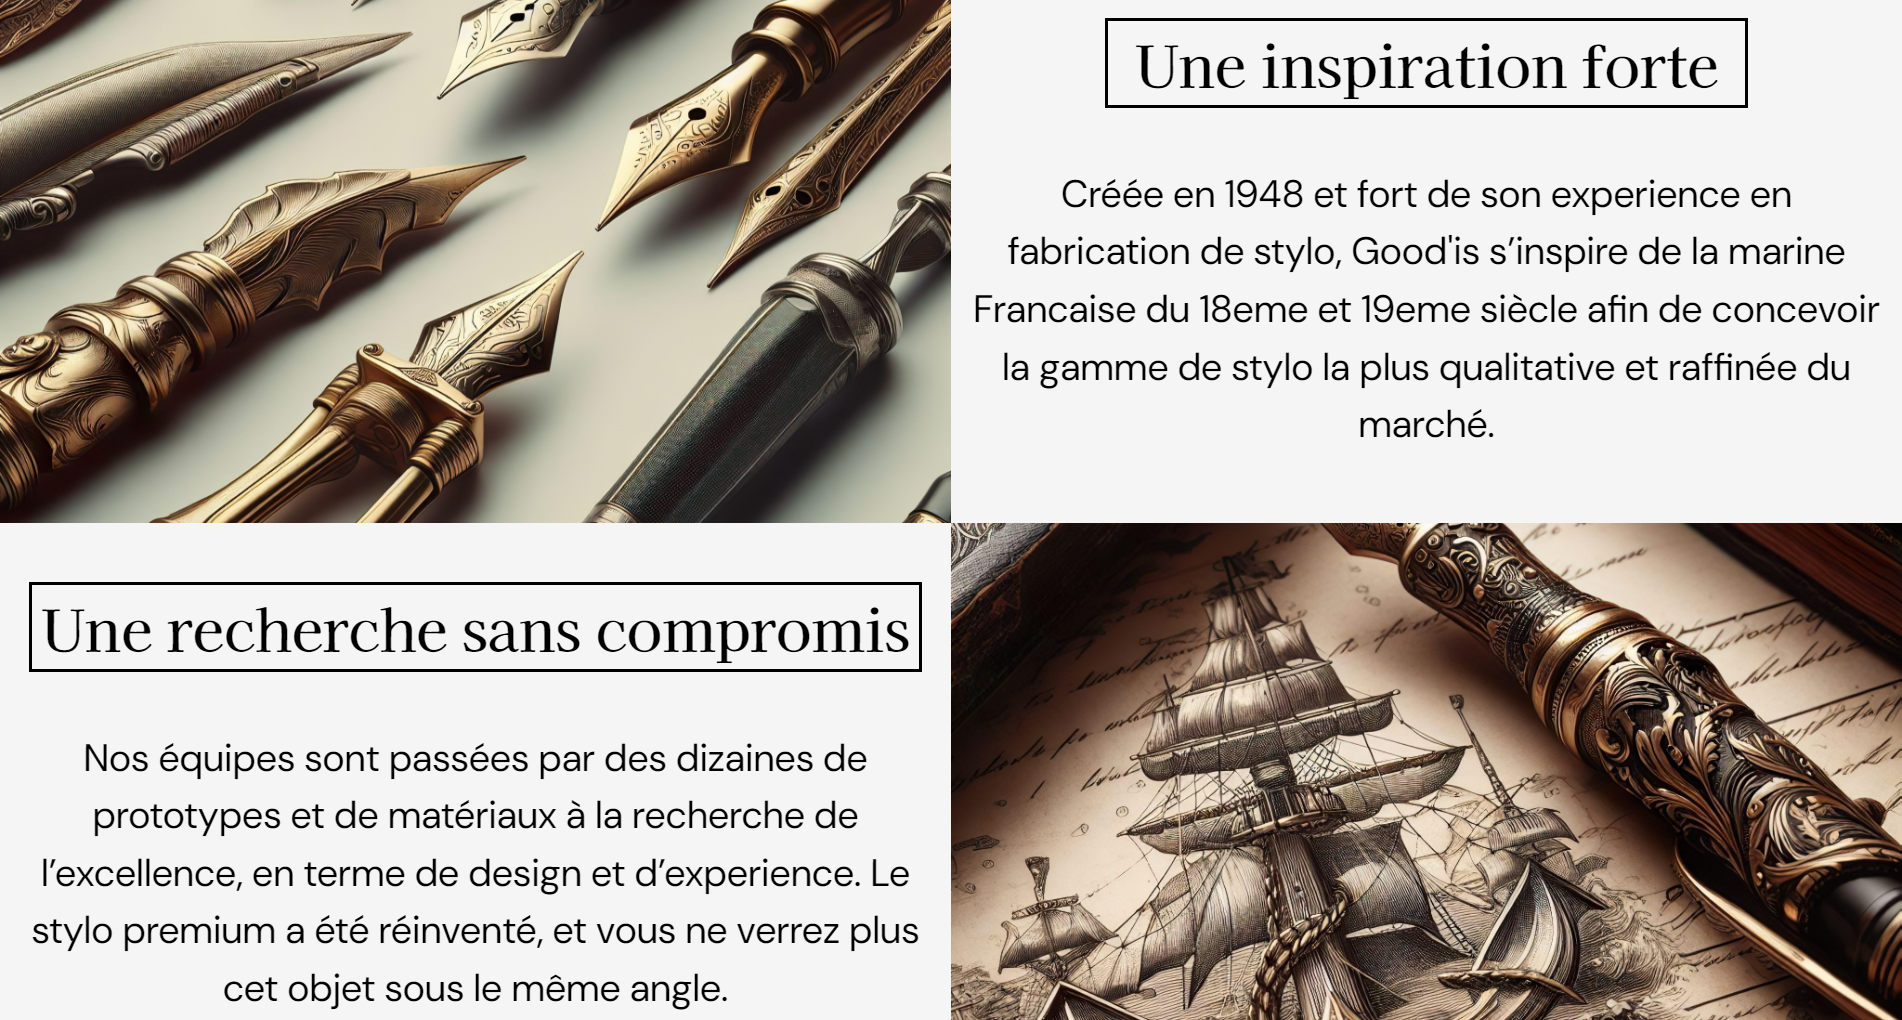 Une inspiration forte
Créée en 1948 et fort de son experience en
fabrication de stylo, Good'is s’inspire de la marine
Francaise du 18eme et 19eme siècle afin de concevoir
la gamme de stylo la plus qualitative et raffinée du
marché.
Une recherche sans compromis
Nos équipes sont passées par des dizaines de
prototypes et de matériaux à la recherche de
l’excellence, en terme de design et d’experience. Le
stylo premium a été réinventé, et vous ne verrez plus
cet objet sous le même angle.